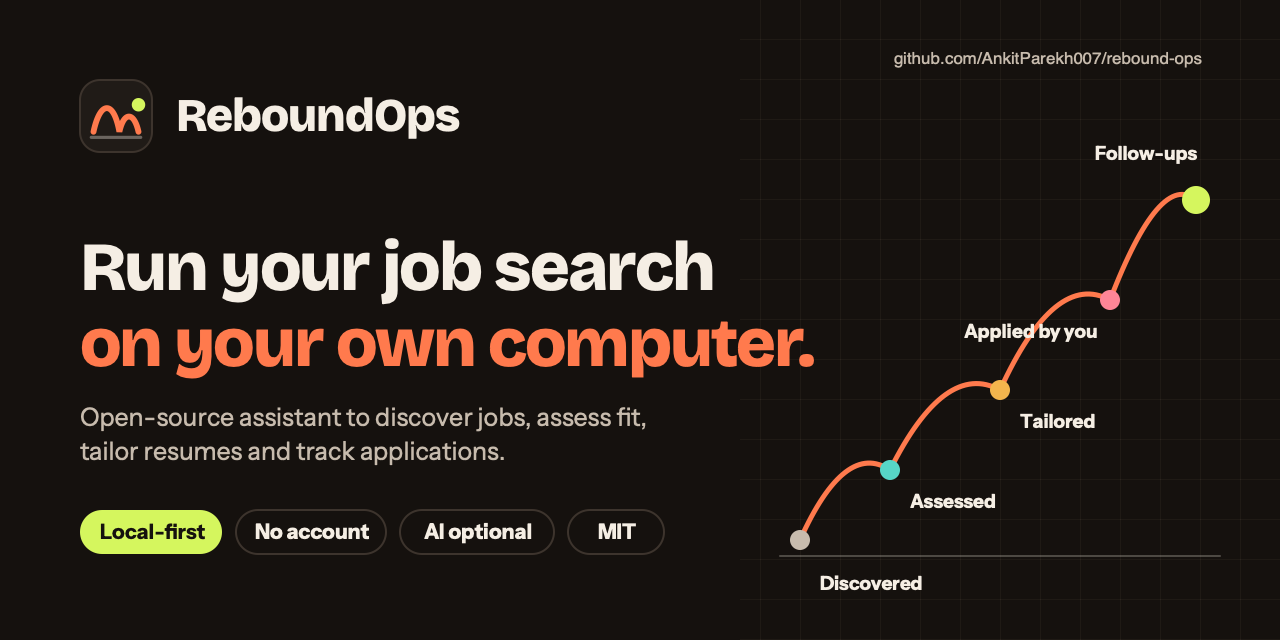 github.com/AnkitParekh007/rebound-ops
ReboundOps
Run your job search
on your own computer.
Open-source assistant to discover jobs, assess fit,
tailor resumes and track applications.
Local-first
No account
AI optional
MIT
Follow-ups
Applied by you
Tailored
Assessed
Discovered